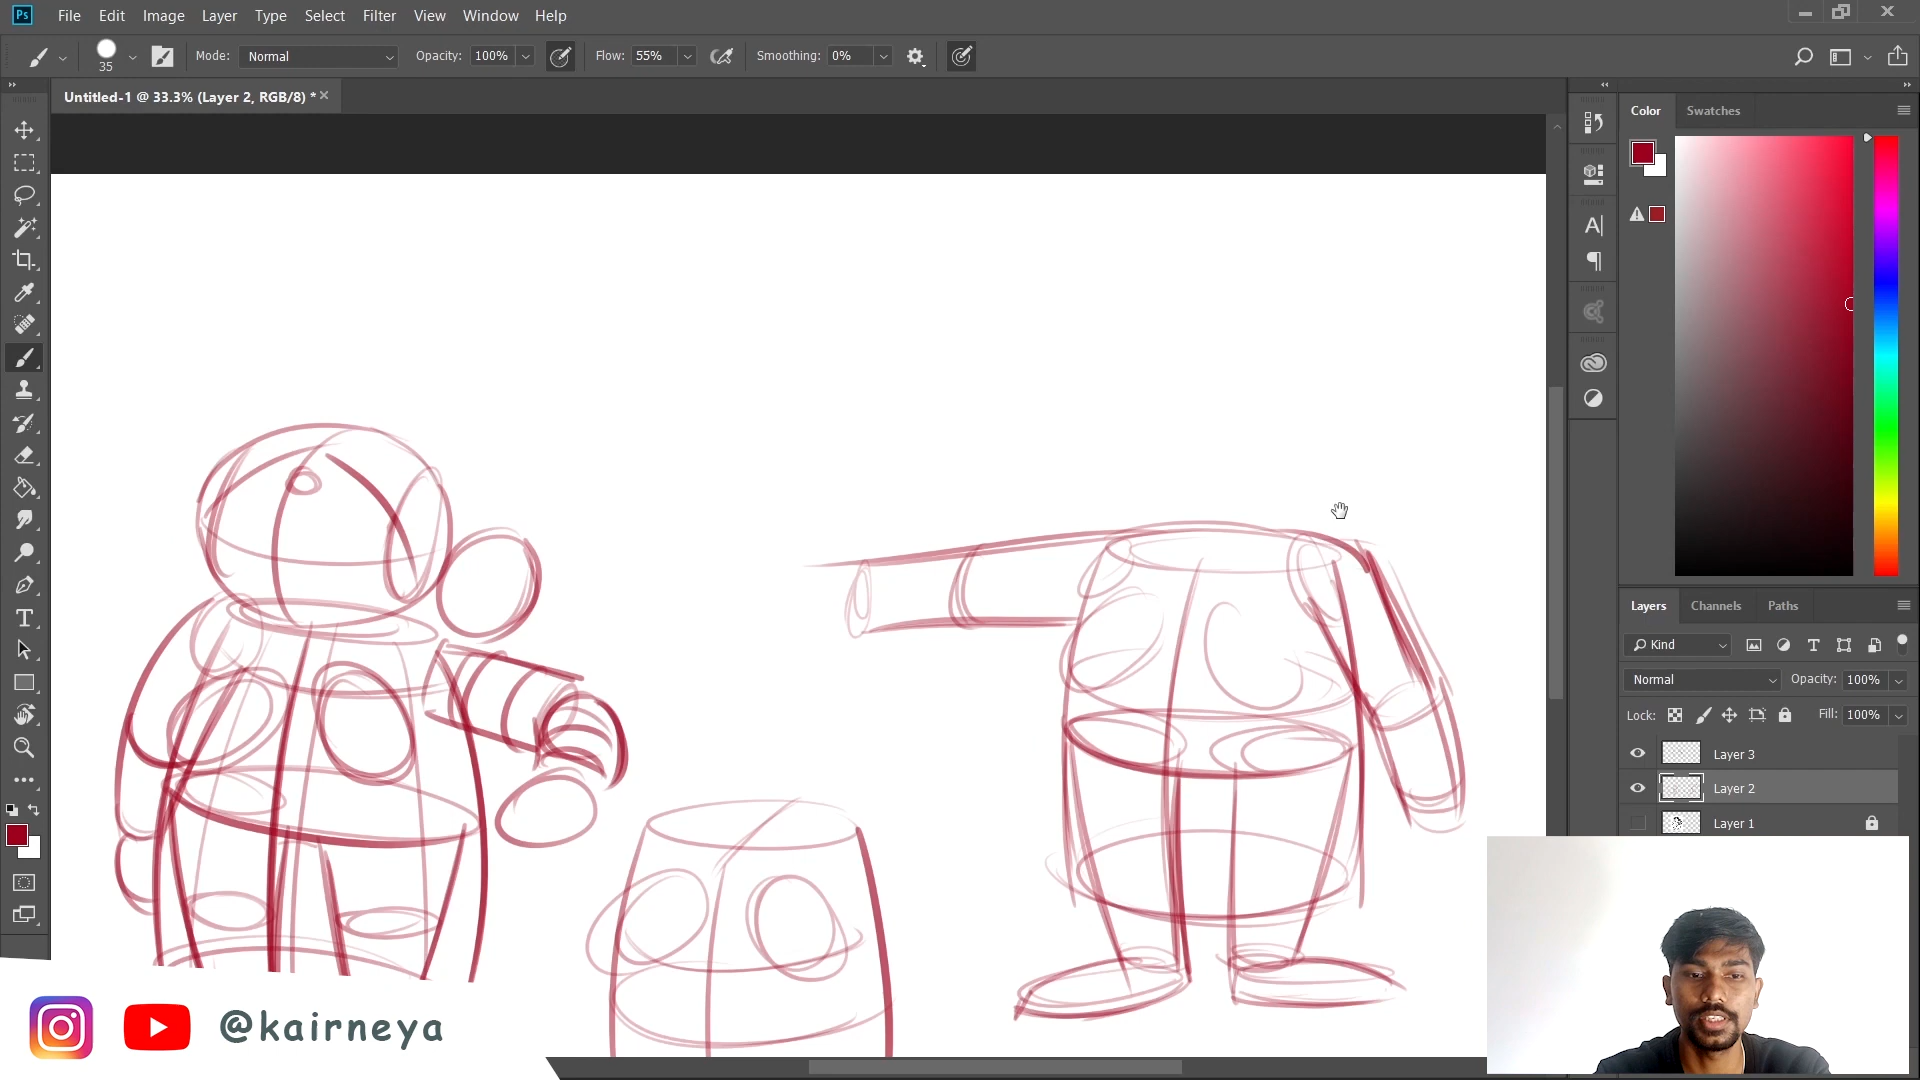 Ps File Edit Image Layer Type Select Filter View Window Help
35 Mode: Normal Opacity: 100% Flow: 55% Smoothing: 0%
Untitled-1 @ 33.3% (Layer 2, RGB/8) *
Color Swatches
Layers Channels Paths
Kind
Normal Opacity: 100%
Lock: Fill: 100%
Layer 3
Layer 2
Layer 1
@kairneya